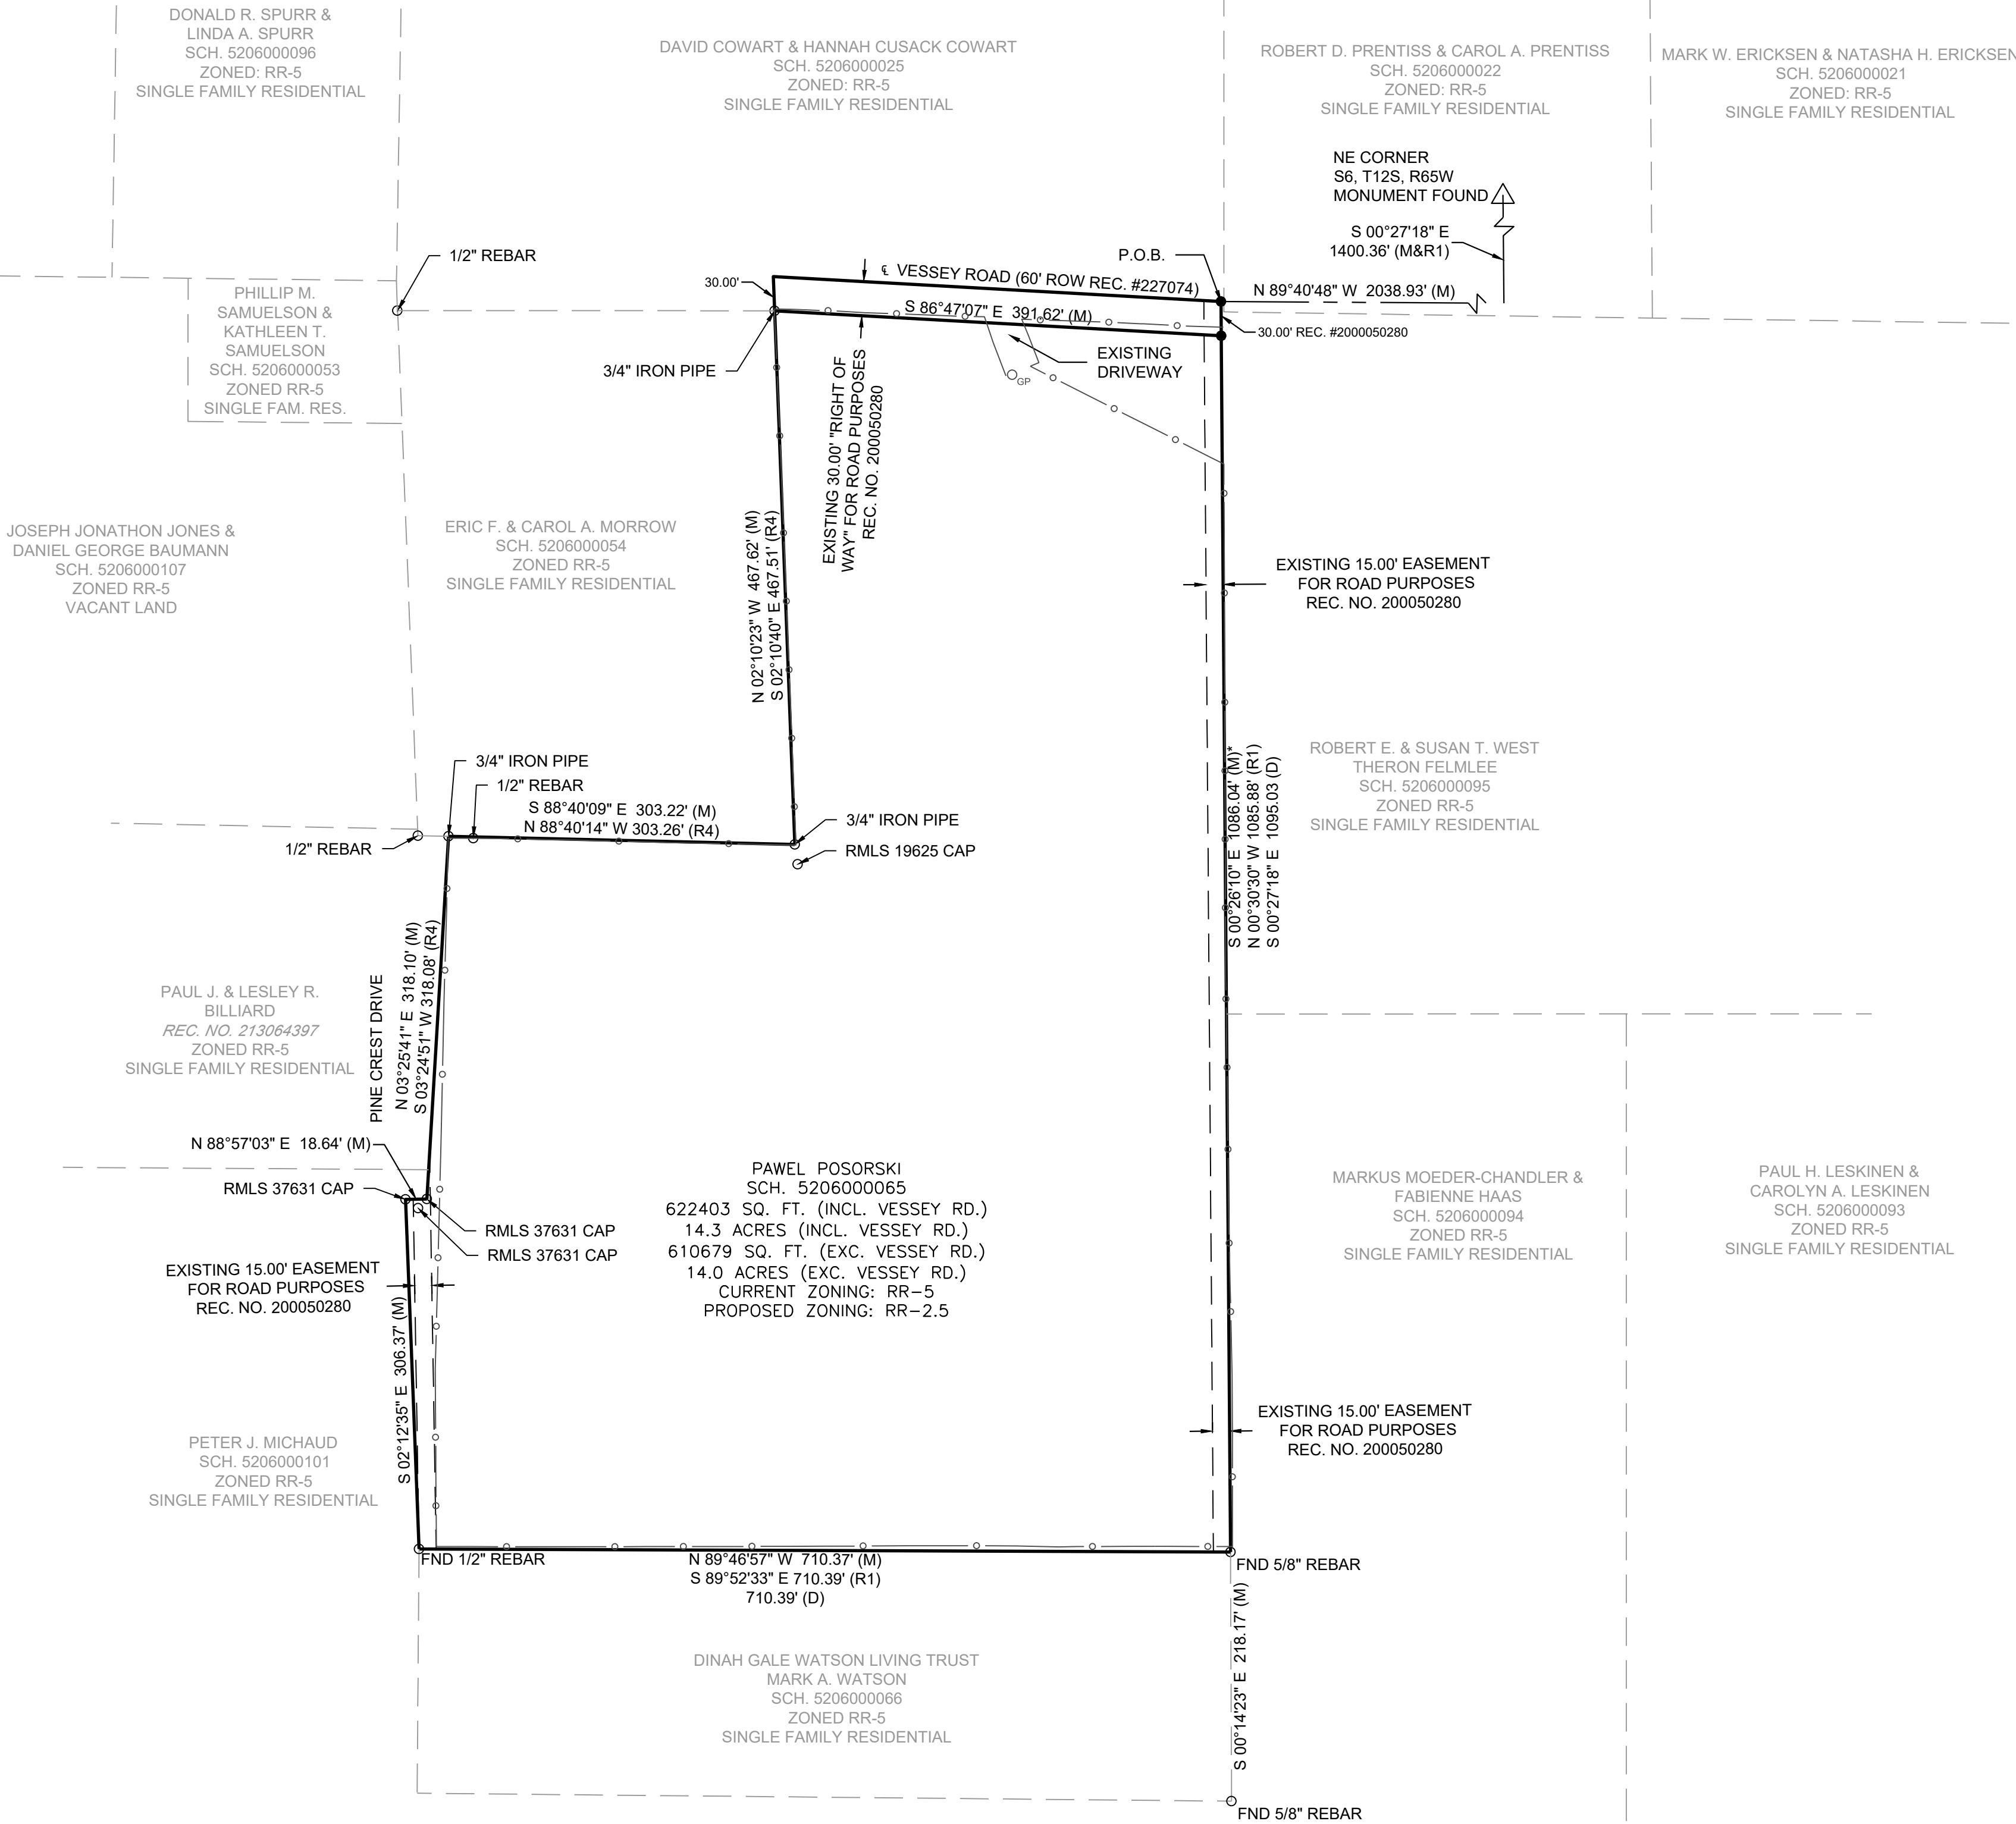 DONALD R. SPURR &
LINDA A. SPURR
SCH. 5206000096
ZONED: RR-5
SINGLE FAMILY RESIDENTIAL
DAVID COWART & HANNAH CUSACK COWART
SCH. 5206000025
ZONED: RR-5
SINGLE FAMILY RESIDENTIAL
ROBERT D. PRENTISS & CAROL A. PRENTISS
SCH. 5206000022
ZONED: RR-5
SINGLE FAMILY RESIDENTIAL
MARK W. ERICKSEN & NATASHA H. ERICKSEN
SCH. 5206000021
ZONED: RR-5
SINGLE FAMILY RESIDENTIAL
NE CORNER
S6, T12S, R65W
MONUMENT FOUND
S 00°27'18" E
1400.36' (M&R1)
1/2" REBAR
P.O.B.
30.00'
℄ VESSEY ROAD (60' ROW REC. #227074)
N 89°40'48" W 2038.93' (M)
S 86°47'07" E 391.62' (M)
30.00' REC. #2000050280
PHILLIP M.
SAMUELSON &
KATHLEEN T.
SAMUELSON
SCH. 5206000053
ZONED RR-5
SINGLE FAM. RES.
3/4" IRON PIPE
EXISTING
DRIVEWAY
GP
EXISTING 30.00' "RIGHT OF
WAY" FOR ROAD PURPOSES
REC. NO. 200050280
JOSEPH JONATHON JONES &
DANIEL GEORGE BAUMANN
SCH. 5206000107
ZONED RR-5
VACANT LAND
ERIC F. & CAROL A. MORROW
SCH. 5206000054
ZONED RR-5
SINGLE FAMILY RESIDENTIAL
N 02°10'23" W 467.62' (M)
S 02°10'40" E 467.51' (R4)
EXISTING 15.00' EASEMENT
FOR ROAD PURPOSES
REC. NO. 200050280
3/4" IRON PIPE
1/2" REBAR
S 88°40'09" E 303.22' (M)
N 88°40'14" W 303.26' (R4)
1/2" REBAR
3/4" IRON PIPE
RMLS 19625 CAP
S 00°26'10" E 1086.04' (M)*
N 00°30'30" W 1085.88' (R1)
S 00°27'18" E 1095.03 (D)
ROBERT E. & SUSAN T. WEST
THERON FELMLEE
SCH. 5206000095
ZONED RR-5
SINGLE FAMILY RESIDENTIAL
PAUL J. & LESLEY R.
BILLIARD
REC. NO. 213064397
ZONED RR-5
SINGLE FAMILY RESIDENTIAL
PINE CREST DRIVE
N 03°25'41" E 318.10' (M)
S 03°24'51" W 318.08' (R4)
N 88°57'03" E 18.64' (M)
RMLS 37631 CAP
RMLS 37631 CAP
RMLS 37631 CAP
EXISTING 15.00' EASEMENT
FOR ROAD PURPOSES
REC. NO. 200050280
PAWEL POSORSKI
SCH. 5206000065
622403 SQ. FT. (INCL. VESSEY RD.)
14.3 ACRES (INCL. VESSEY RD.)
610679 SQ. FT. (EXC. VESSEY RD.)
14.0 ACRES (EXC. VESSEY RD.)
CURRENT ZONING: RR-5
PROPOSED ZONING: RR-2.5
MARKUS MOEDER-CHANDLER &
FABIENNE HAAS
SCH. 5206000094
ZONED RR-5
SINGLE FAMILY RESIDENTIAL
PAUL H. LESKINEN &
CAROLYN A. LESKINEN
SCH. 5206000093
ZONED RR-5
SINGLE FAMILY RESIDENTIAL
S 02°12'35" E 306.37' (M)
PETER J. MICHAUD
SCH. 5206000101
ZONED RR-5
SINGLE FAMILY RESIDENTIAL
EXISTING 15.00' EASEMENT
FOR ROAD PURPOSES
REC. NO. 200050280
FND 1/2" REBAR
N 89°46'57" W 710.37' (M)
S 89°52'33" E 710.39' (R1)
710.39' (D)
FND 5/8" REBAR
S 00°14'23" E 218.17' (M)
DINAH GALE WATSON LIVING TRUST
MARK A. WATSON
SCH. 5206000066
ZONED RR-5
SINGLE FAMILY RESIDENTIAL
FND 5/8" REBAR